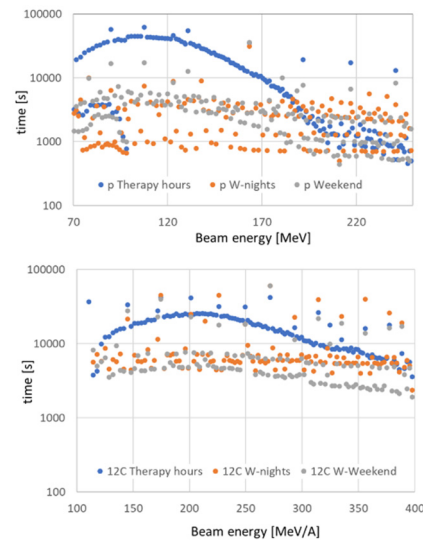 100000
10000
1000
100
time [s]
p Therapy hours p W-nights p Weekend
70 120 170 220
Beam energy [MeV]
100000
10000
1000
100
time [s]
12C Therapy hours 12C W-nights 12C W-Weekend
100 150 200 250 300 350 400
Beam energy [MeV/A]